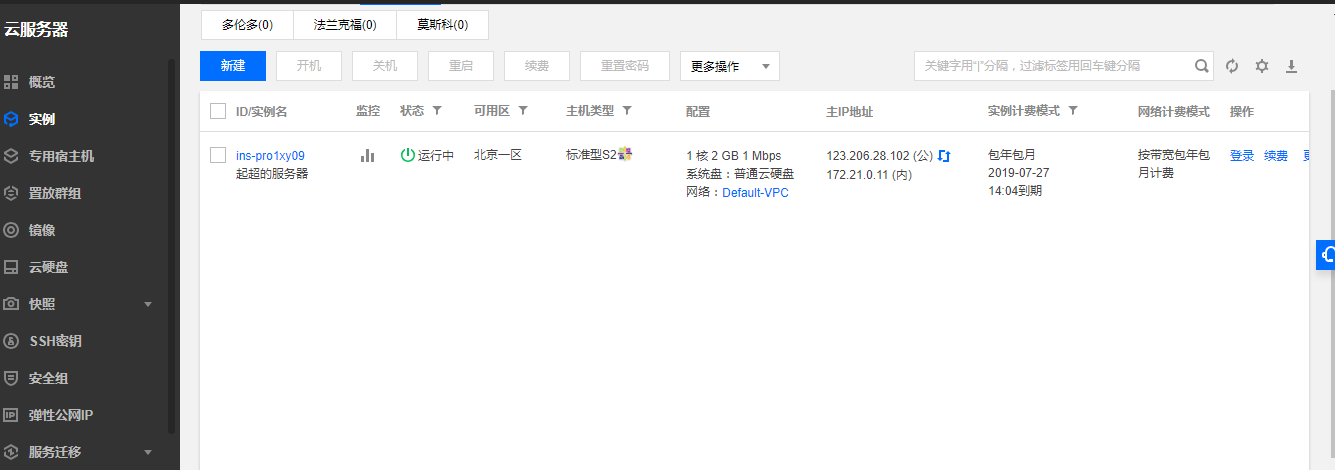 云服务器
概览
实例
专用宿主机
置放群组
镜像
云硬盘
快照
SSH密钥
安全组
弹性公网IP
服务迁移
多伦多(0) 法兰克福(0) 莫斯科(0)
新建 开机 关机 重启 续费 重置密码 更多操作 关键字用"|"分隔，过滤标签用回车键分隔
ID/实例名 监控 状态 可用区 主机类型 配置 主IP地址 实例计费模式 网络计费模式 操作
ins-pro1xy09 运行中 北京一区 标准型S2 1 核 2 GB 1 Mbps 123.206.28.102 (公) 包年包月 按带宽包年包 登录 续费
起超的服务器 系统盘：普通云硬盘 172.21.0.11 (内) 2019-07-27 月计费
网络：Default-VPC 14:04到期